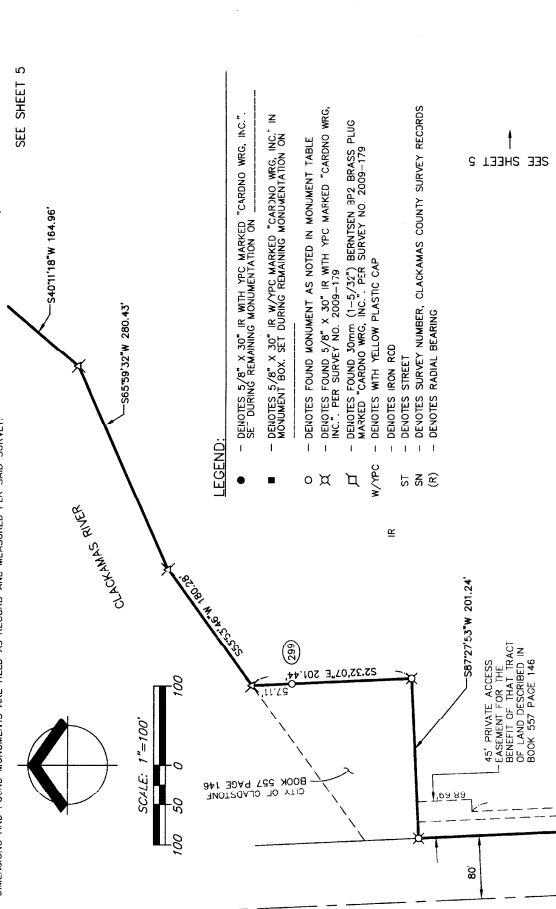 SEE SHEET 5
S40°11'18"W 164.96'
S65°59'32"W 280.43'
CLACKAMAS RIVER
S53°53'46"W 180.28'
57.11'
299
S2°32'07"E 201.44'
S87°27'53"W 201.24'
CITY OF GLADSTONE
BOOK 557 PAGE 146
45' PRIVATE ACCESS
EASEMENT FOR THE
BENEFIT OF THAT TRACT
OF LAND DESCRIBED IN
BOOK 557 PAGE 146
68.69'
80'
SCALE: 1"=100'
100 50 0 100
LEGEND:
- DENOTES 5/8" X 30" IR WITH YPC MARKED "CARDNO WRG, INC.".
SET DURING REMAINING MONUMENTATION ON
- DENOTES 5/8" X 30" IR W/YPC MARKED "CARDNO WRG, INC." IN
MONUMENT BOX. SET DURING REMAINING MONUMENTATION ON
- DENOTES FOUND MONUMENT AS NOTED IN MONUMENT TABLE
- DENOTES FOUND 5/8" X 30" IR WITH YPC MARKED "CARDNO WRG,
INC.". PER SURVEY NO. 2009-179
- DENOTES FOUND 30mm (1-5/32") BERNTSEN BP2 BRASS PLUG
MARKED "CARDNO WRG, INC.". PER SURVEY NO. 2009-179
W/YPC - DENOTES WITH YELLOW PLASTIC CAP
IR - DENOTES IRON ROD
ST - DENOTES STREET
SN - DENOTES SURVEY NUMBER, CLACKAMAS COUNTY SURVEY RECORDS
(R) - DENOTES RADIAL BEARING
SEE SHEET 5